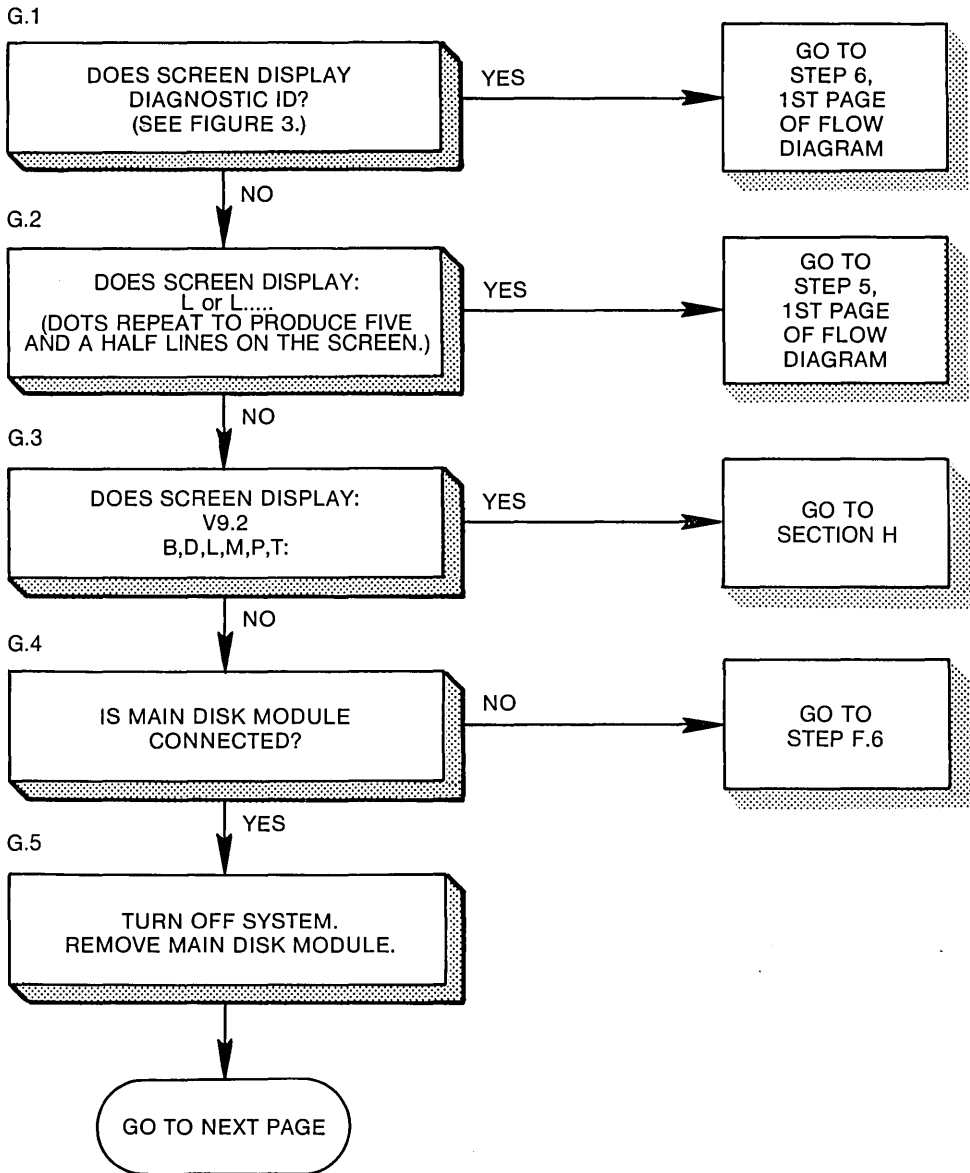 G.1
DOES SCREEN DISPLAY
DIAGNOSTIC ID?
(SEE FIGURE 3.)
YES
GO TO
STEP 6,
1ST PAGE
OF FLOW
DIAGRAM
NO
G.2
DOES SCREEN DISPLAY:
L or L.....
(DOTS REPEAT TO PRODUCE FIVE
AND A HALF LINES ON THE SCREEN.)
YES
GO TO
STEP 5,
1ST PAGE
OF FLOW
DIAGRAM
NO
G.3
DOES SCREEN DISPLAY:
V9.2
B,D,L,M,P,T:
YES
GO TO
SECTION H
NO
G.4
IS MAIN DISK MODULE
CONNECTED?
NO
GO TO
STEP F.6
YES
G.5
TURN OFF SYSTEM.
REMOVE MAIN DISK MODULE.
GO TO NEXT PAGE